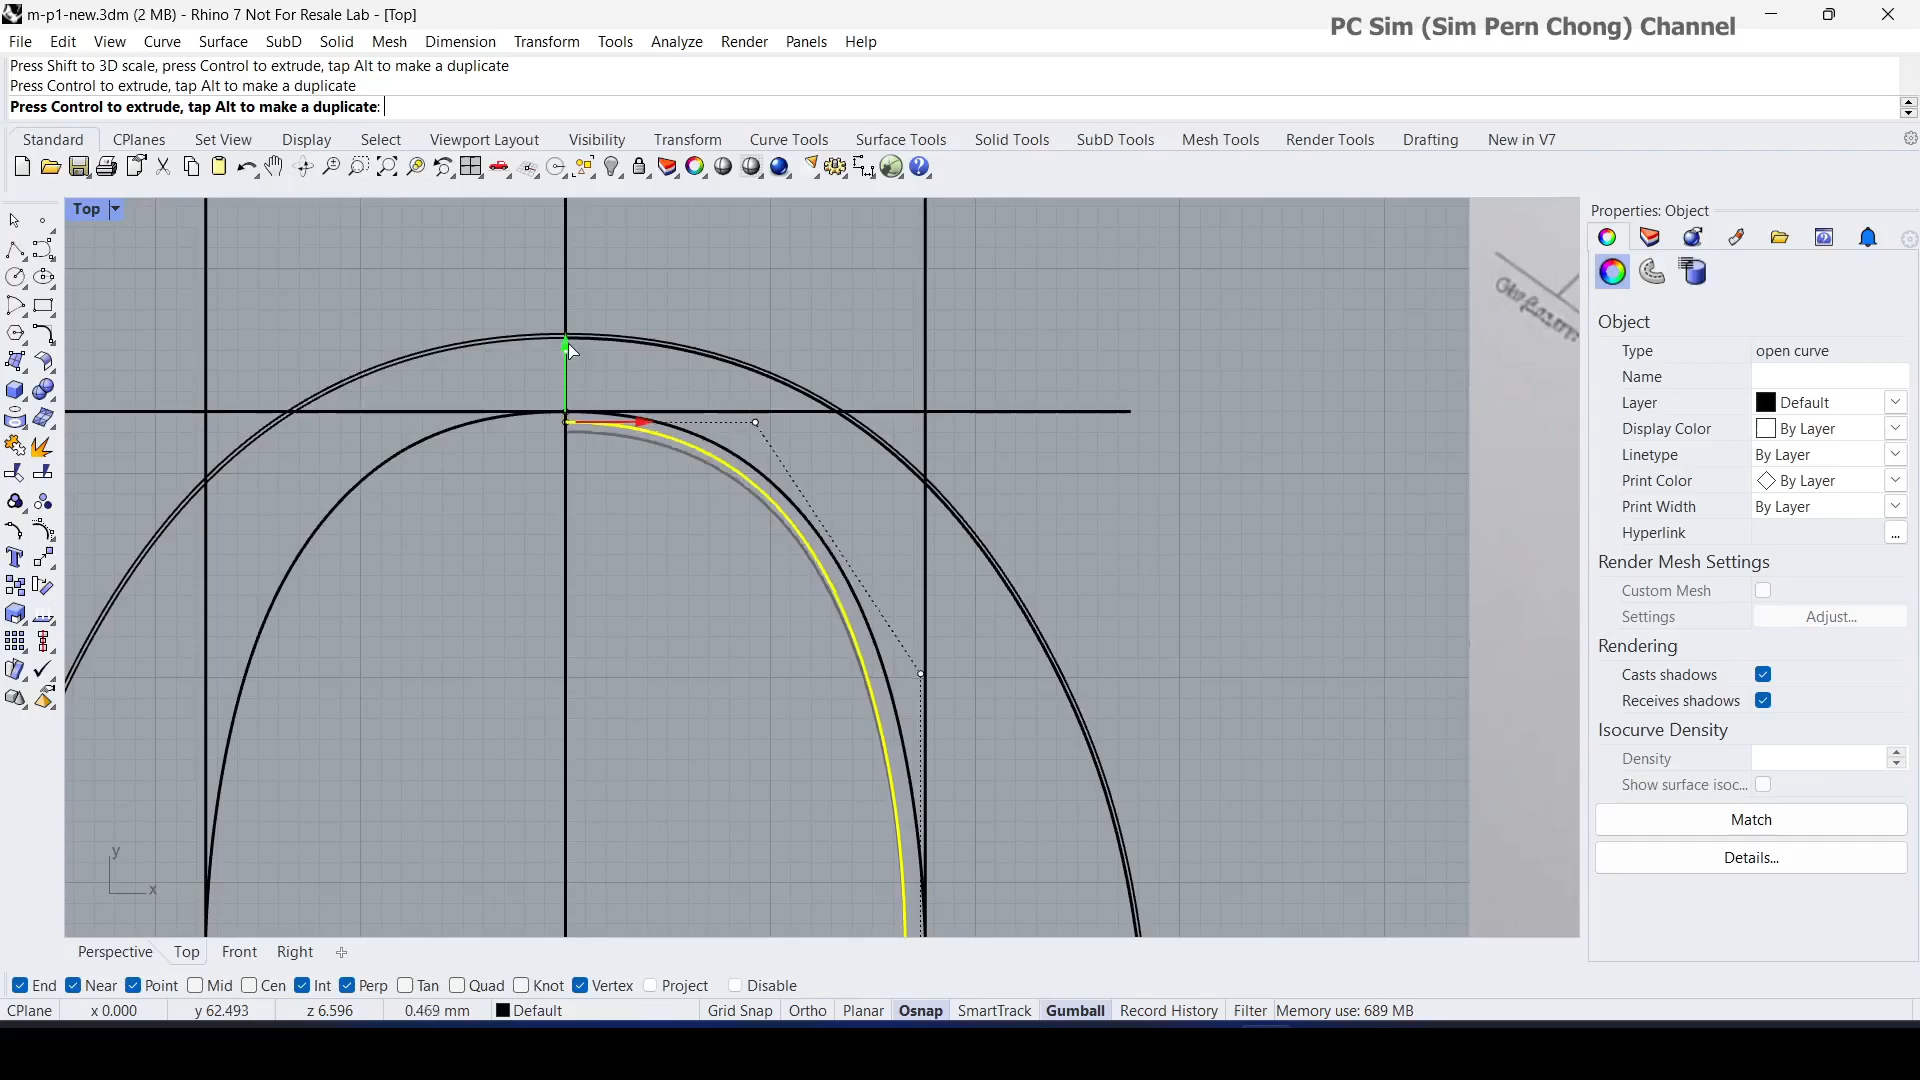 m-p1-new.3dm (2 MB) - Rhino 7 Not For Resale Lab - [Top]
PC Sim (Sim Pern Chong) Channel
File Edit View Curve Surface SubD Solid Mesh Dimension Transform Tools Analyze Render Panels Help
Press Shift to 3D scale, press Control to extrude, tap Alt to make a duplicate
Press Control to extrude, tap Alt to make a duplicate
Press Control to extrude, tap Alt to make a duplicate:
Standard CPlanes Set View Display Select Viewport Layout Visibility Transform Curve Tools Surface Tools Solid Tools SubD Tools Mesh Tools Render Tools Drafting New in V7
Top
Properties: Object
Object
Type open curve
Name
Layer Default
Display Color By Layer
Linetype By Layer
Print Color By Layer
Print Width By Layer
Hyperlink ...
Render Mesh Settings
Custom Mesh
Settings Adjust...
Rendering
Casts shadows
Receives shadows
Isocurve Density
Density
Show surface isoc...
Match
Details...
y
x
Perspective Top Front Right
End Near Point Mid Cen Int Perp Tan Quad Knot Vertex Project Disable
CPlane x 0.000 y 62.493 z 6.596 0.469 mm Default Grid Snap Ortho Planar Osnap SmartTrack Gumball Record History Filter Memory use: 689 MB